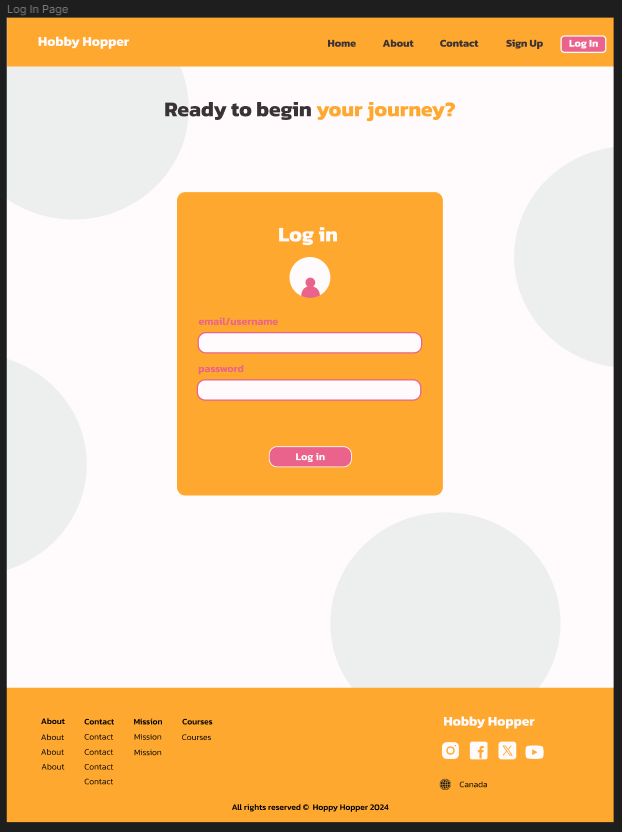 Log In Page
Hobby Hopper Home About Contact Sign Up Log In
Ready to begin your journey?
Log in
email/username
password
Log in
About Contact Mission Courses
About Contact Mission Courses
About Contact Mission
About Contact
Contact
Hobby Hopper
Canada
All rights reserved © Hoppy Hopper 2024